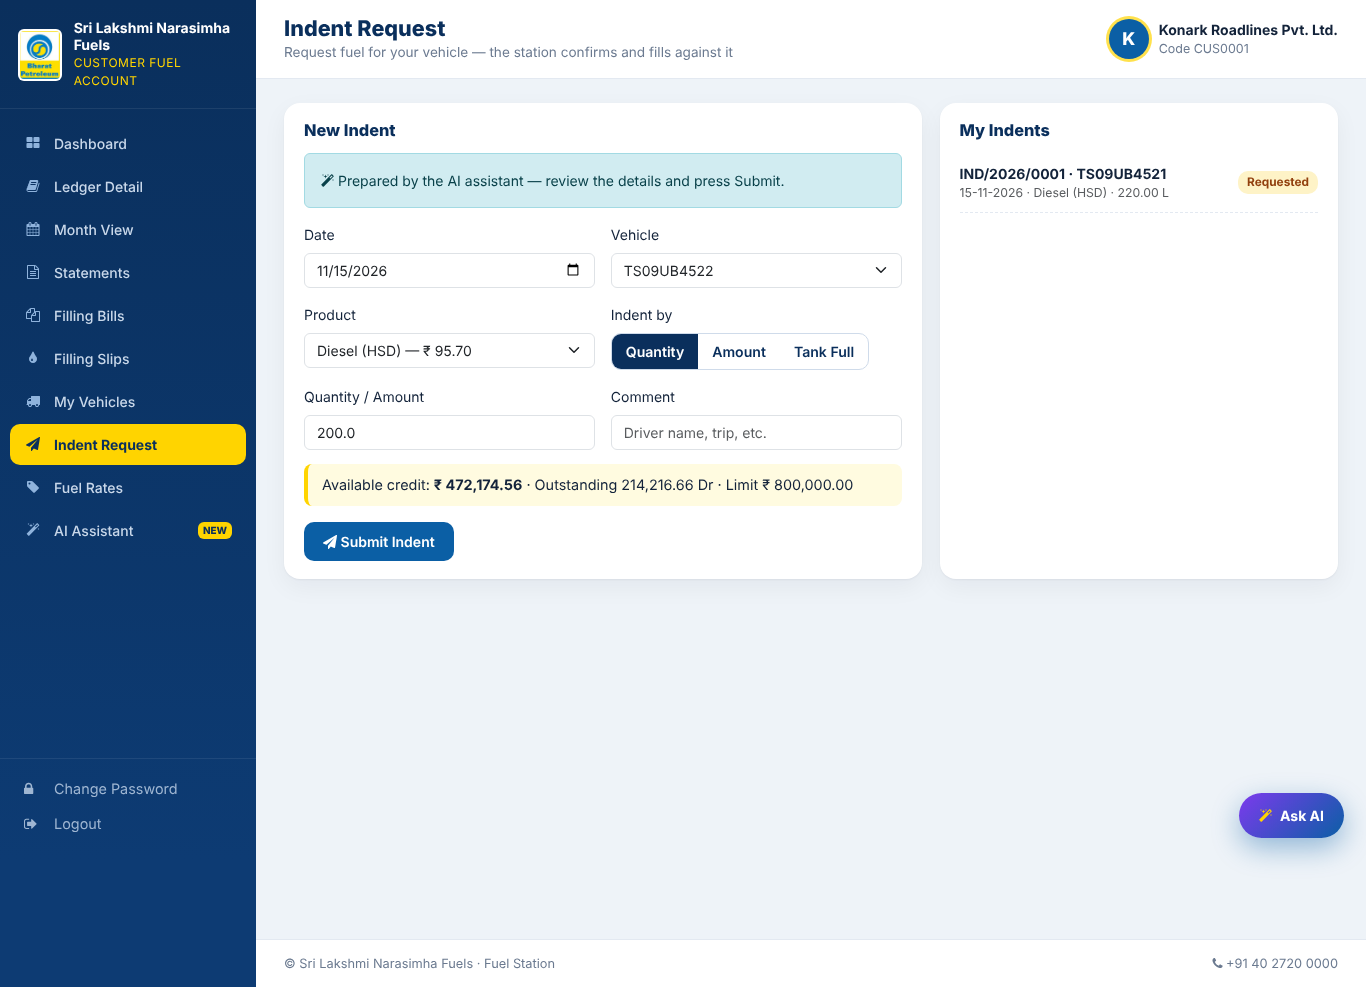 Sri Lakshmi Narasimha
Fuels
CUSTOMER FUEL
ACCOUNT
Bharat
Petroleum
Dashboard
Ledger Detail
Month View
Statements
Filling Bills
Filling Slips
My Vehicles
Indent Request
Fuel Rates
AI Assistant NEW
Change Password
Logout
Indent Request
Request fuel for your vehicle — the station confirms and fills against it
K
Konark Roadlines Pvt. Ltd.
Code CUS0001
New Indent
Prepared by the AI assistant — review the details and press Submit.
Date
11/15/2026
Vehicle
TS09UB4522
Product
Diesel (HSD) — ₹ 95.70
Indent by
Quantity Amount Tank Full
Quantity / Amount
200.0
Comment
Driver name, trip, etc.
Available credit: ₹ 472,174.56 · Outstanding 214,216.66 Dr · Limit ₹ 800,000.00
Submit Indent
My Indents
IND/2026/0001 · TS09UB4521
15-11-2026 · Diesel (HSD) · 220.00 L
Requested
Ask AI
© Sri Lakshmi Narasimha Fuels · Fuel Station
+91 40 2720 0000